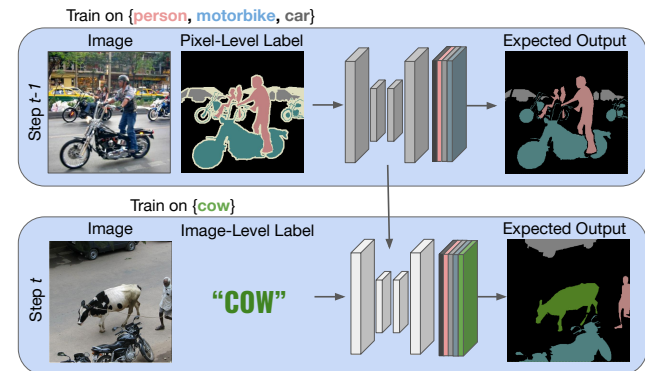 Train on {person, motorbike, car}
Image
Pixel-Level Label
Expected Output
Step t-1
Train on {cow}
Image
Image-Level Label
Expected Output
Step t
“COW”